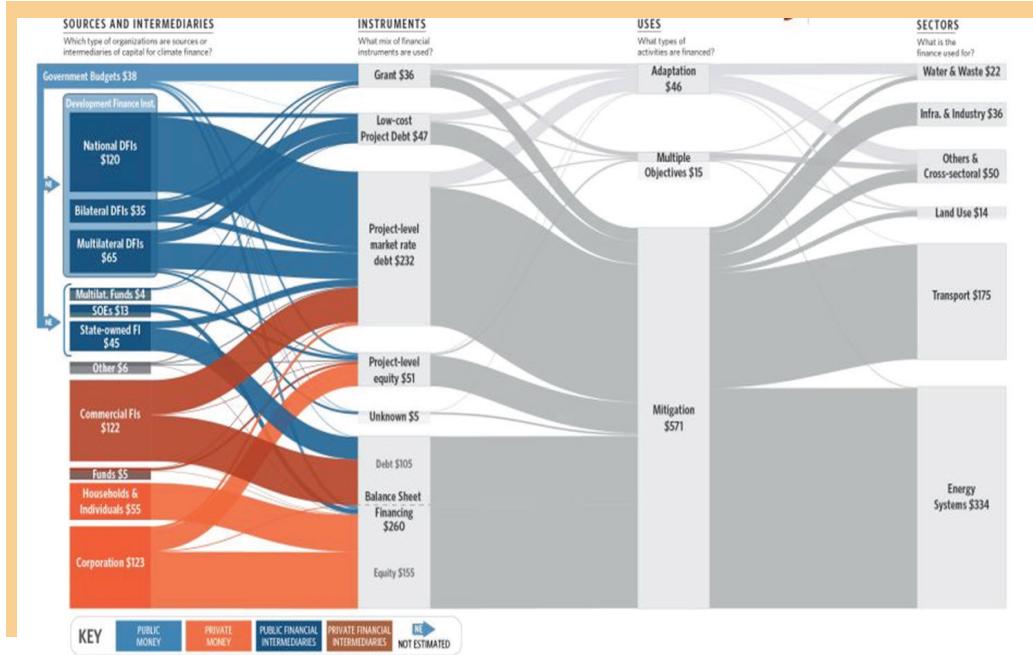 SOURCES AND INTERMEDIARIES
Which type of organizations are sources or
intermediaries of capital for climate finance?
INSTRUMENTS
What mix of financial
instruments are used?
USES
What types of
activities are financed?
SECTORS
What is the
finance used for?
Government Budgets $38
Development Finance Inst.
National DFIs
$120
NE
Bilateral DFIs $35
Multilateral DFIs
$65
Multilat. Funds $4
SOEs $13
NE
State-owned FI
$45
Other $6
Commercial FIs
$122
Funds $5
Households &
Individuals $55
Corporation $123
Grant $36
Low-cost
Project Debt $47
Project-level
market rate
debt $232
Project-level
equity $51
Unknown $5
Debt $105
Balance Sheet
Financing
$260
Equity $155
Adaptation
$46
Multiple
Objectives $15
Mitigation
$571
Water & Waste $22
Infra. & Industry $36
Others &
Cross-sectoral $50
Land Use $14
Transport $175
Energy
Systems $334
KEY
PUBLIC
MONEY
PRIVATE
MONEY
PUBLIC FINANCIAL
INTERMEDIARIES
PRIVATE FINANCIAL
INTERMEDIARIES
NE
NOT ESTIMATED